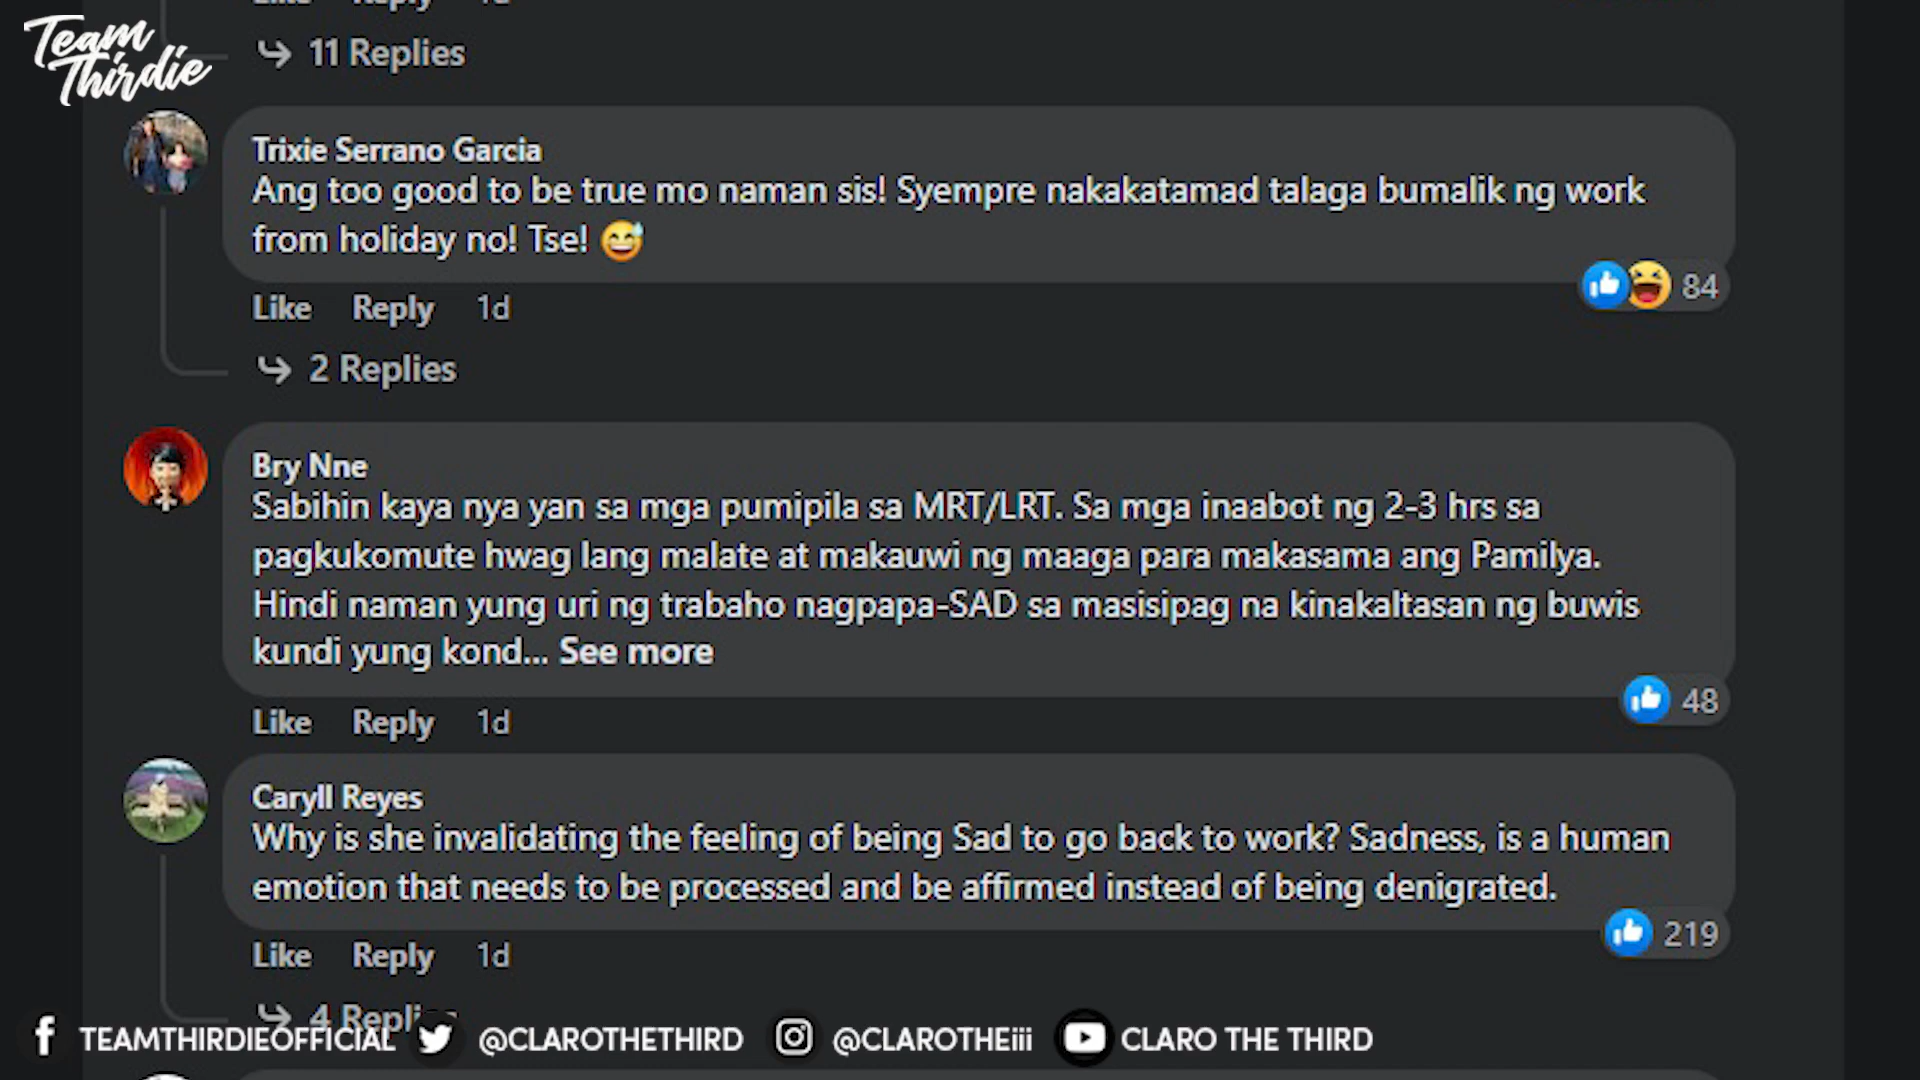 Team
Thirdie
11 Replies
Trixie Serrano Garcia
Ang too good to be true mo naman sis! Syempre nakakatamad talaga bumalik ng work
from holiday no! Tse! 😅
84
Like Reply 1d
2 Replies
Bry Nne
Sabihin kaya nya yan sa mga pumipila sa MRT/LRT. Sa mga inaabot ng 2-3 hrs sa
pagkukomute hwag lang malate at makauwi ng maaga para makasama ang Pamilya.
Hindi naman yung uri ng trabaho nagpapa-SAD sa masisipag na kinakaltasan ng buwis
kundi yung kond... See more
48
Like Reply 1d
Caryll Reyes
Why is she invalidating the feeling of being Sad to go back to work? Sadness, is a human
emotion that needs to be processed and be affirmed instead of being denigrated.
219
Like Reply 1d
4 Replies
TEAMTHIRDIEOFFICIAL @CLAROTHETHIRD @CLAROTHEiii CLARO THE THIRD